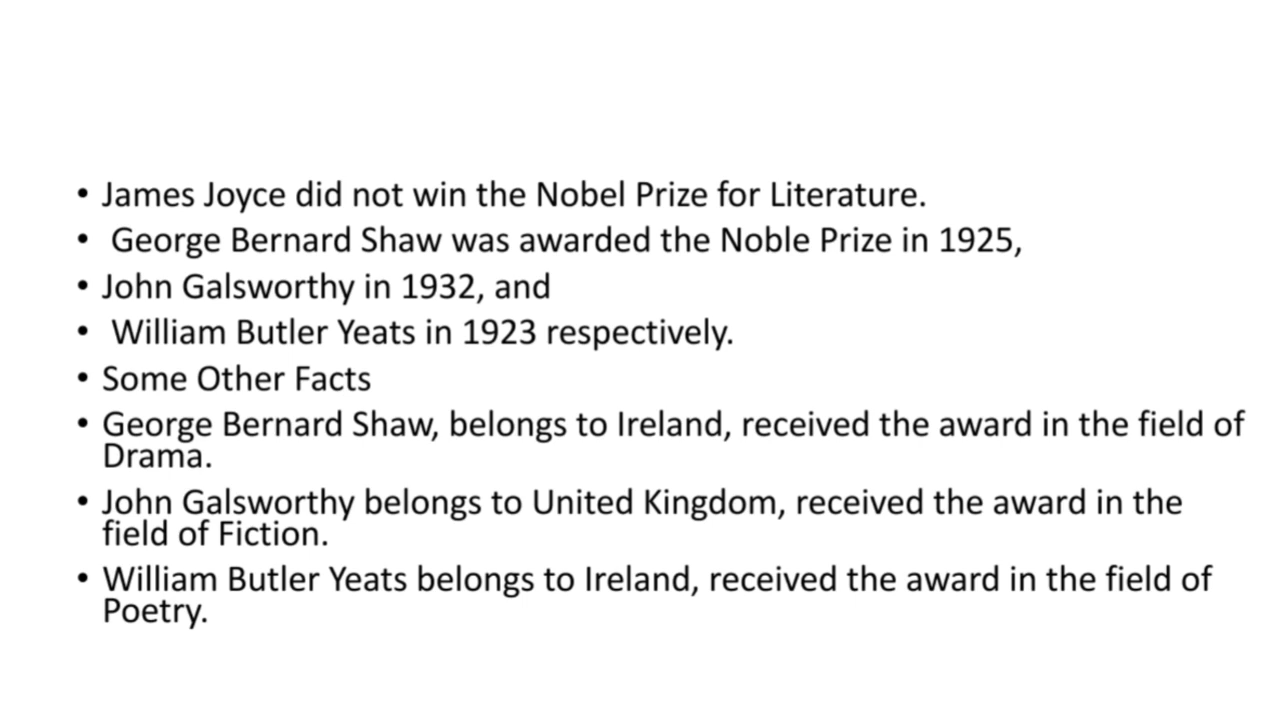 • James Joyce did not win the Nobel Prize for Literature.
• George Bernard Shaw was awarded the Noble Prize in 1925,
• John Galsworthy in 1932, and
• William Butler Yeats in 1923 respectively.
• Some Other Facts
• George Bernard Shaw, belongs to Ireland, received the award in the field of
Drama.
• John Galsworthy belongs to United Kingdom, received the award in the
field of Fiction.
• William Butler Yeats belongs to Ireland, received the award in the field of
Poetry.